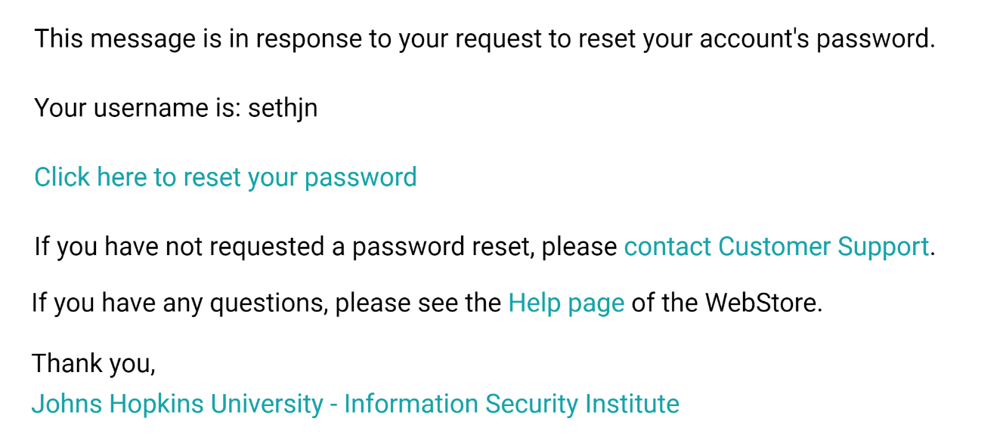 This message is in response to your request to reset your account's password.
Your username is: sethjn
Click here to reset your password
If you have not requested a password reset, please contact Customer Support.
If you have any questions, please see the Help page of the WebStore.
Thank you,
Johns Hopkins University - Information Security Institute